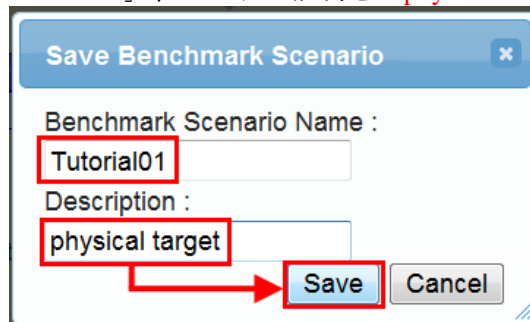 Save Benchmark Scenario
Benchmark Scenario Name :
Tutorial01
Description :
physical target
Save Cancel